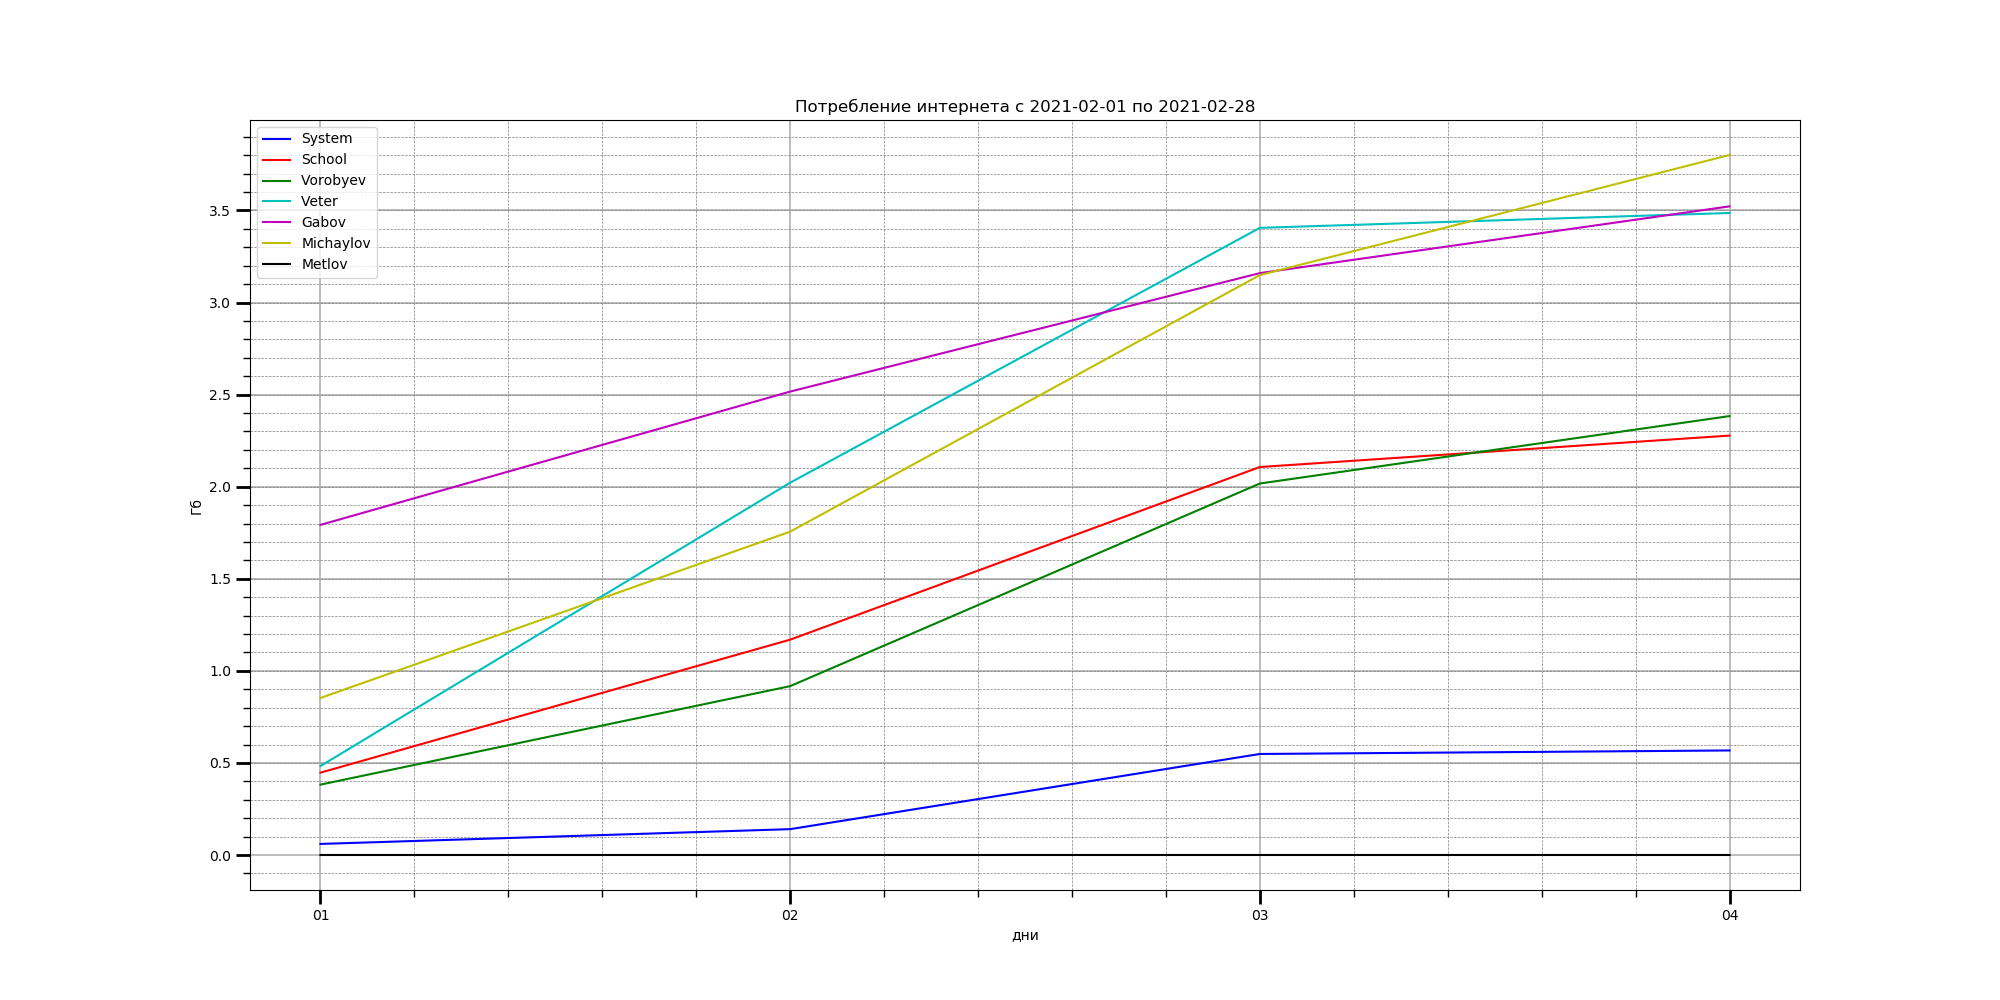 Потребление интернета с 2021-02-01 по 2021-02-28
System
School
Vorobyev
Veter
Gabov
Michaylov
Metlov
Гб
3.5
3.0
2.5
2.0
1.5
1.0
0.5
0.0
01 02 03 04
дни